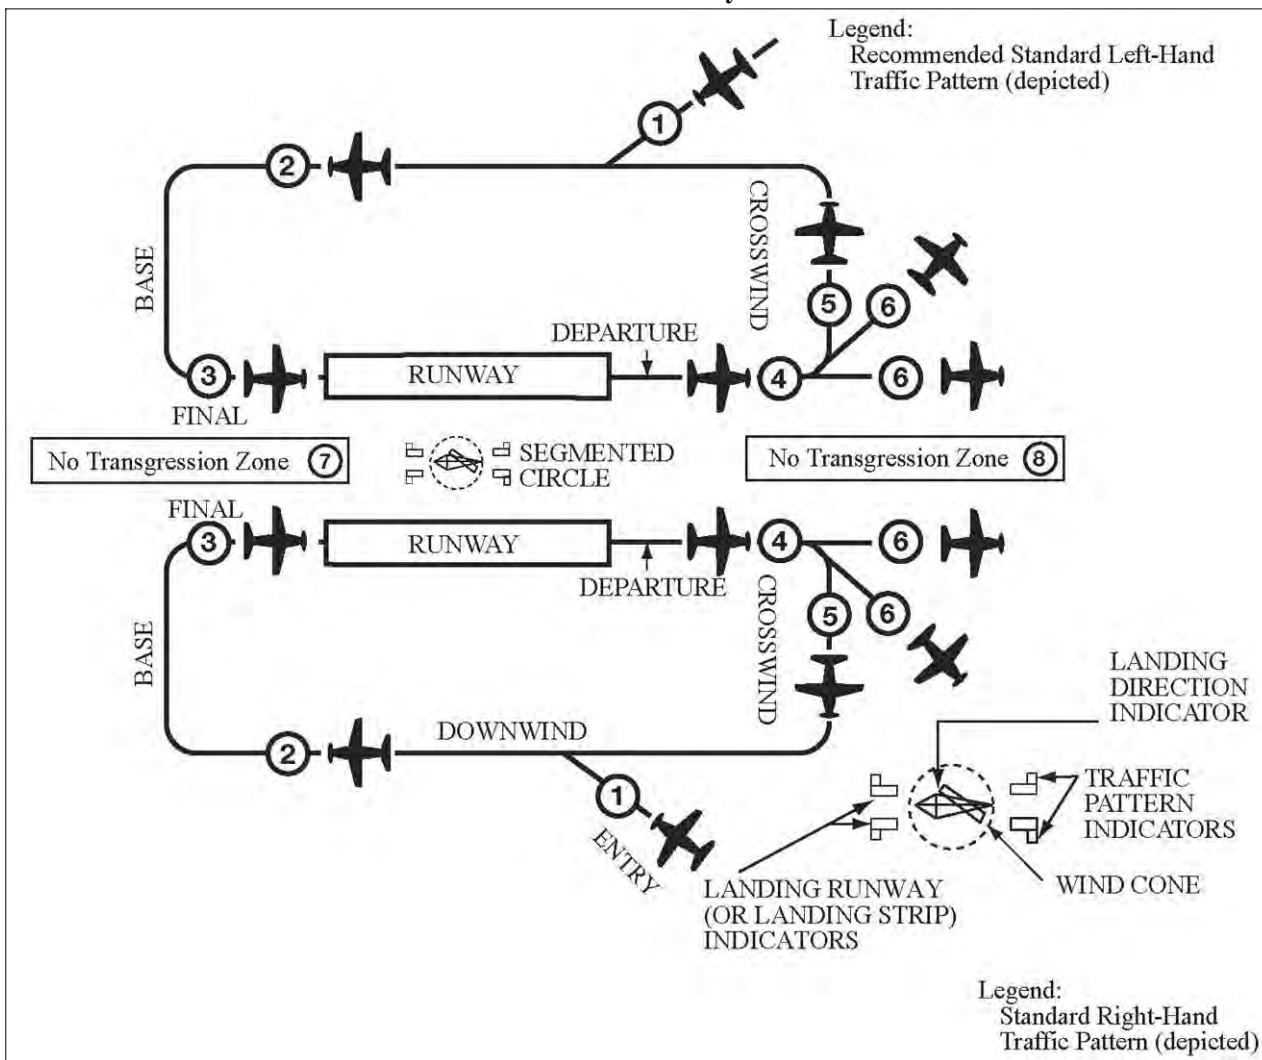 Legend:
Recommended Standard Left-Hand
Traffic Pattern (depicted)
1
2
CROSSWIND
BASE
5
6
DEPARTURE
3
RUNWAY
4
6
FINAL
No Transgression Zone 7
SEGMENTED
CIRCLE
No Transgression Zone 8
FINAL
3
RUNWAY
4
6
DEPARTURE
CROSSWIND
BASE
5
6
LANDING
DIRECTION
INDICATOR
DOWNWIND
2
1
ENTRY
TRAFFIC
PATTERN
INDICATORS
WIND CONE
LANDING RUNWAY
(OR LANDING STRIP)
INDICATORS
Legend:
Standard Right-Hand
Traffic Pattern (depicted)